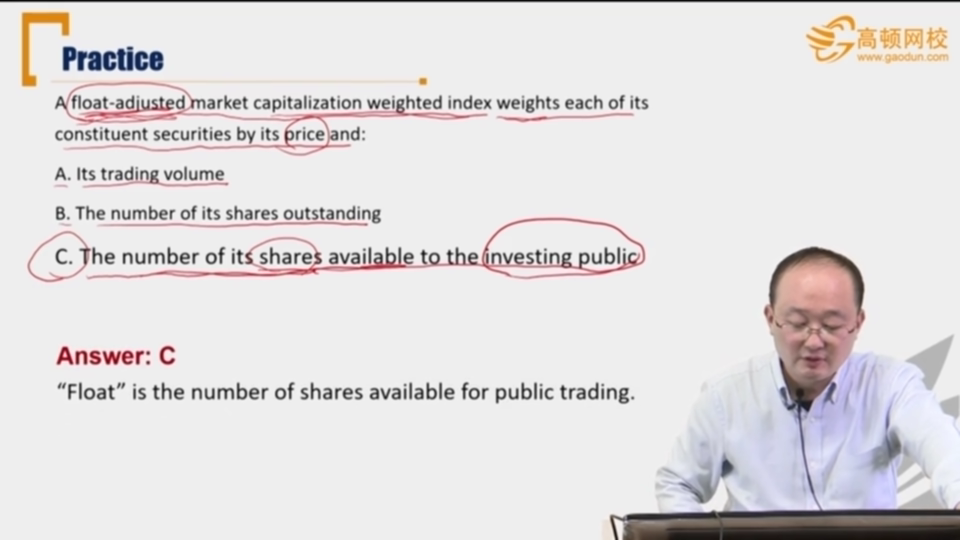 Practice
高顿网校
www.gaodun.com
A float-adjusted market capitalization weighted index weights each of its
constituent securities by its price and:
A. Its trading volume
B. The number of its shares outstanding
C. The number of its shares available to the investing public
Answer: C
“Float” is the number of shares available for public trading.